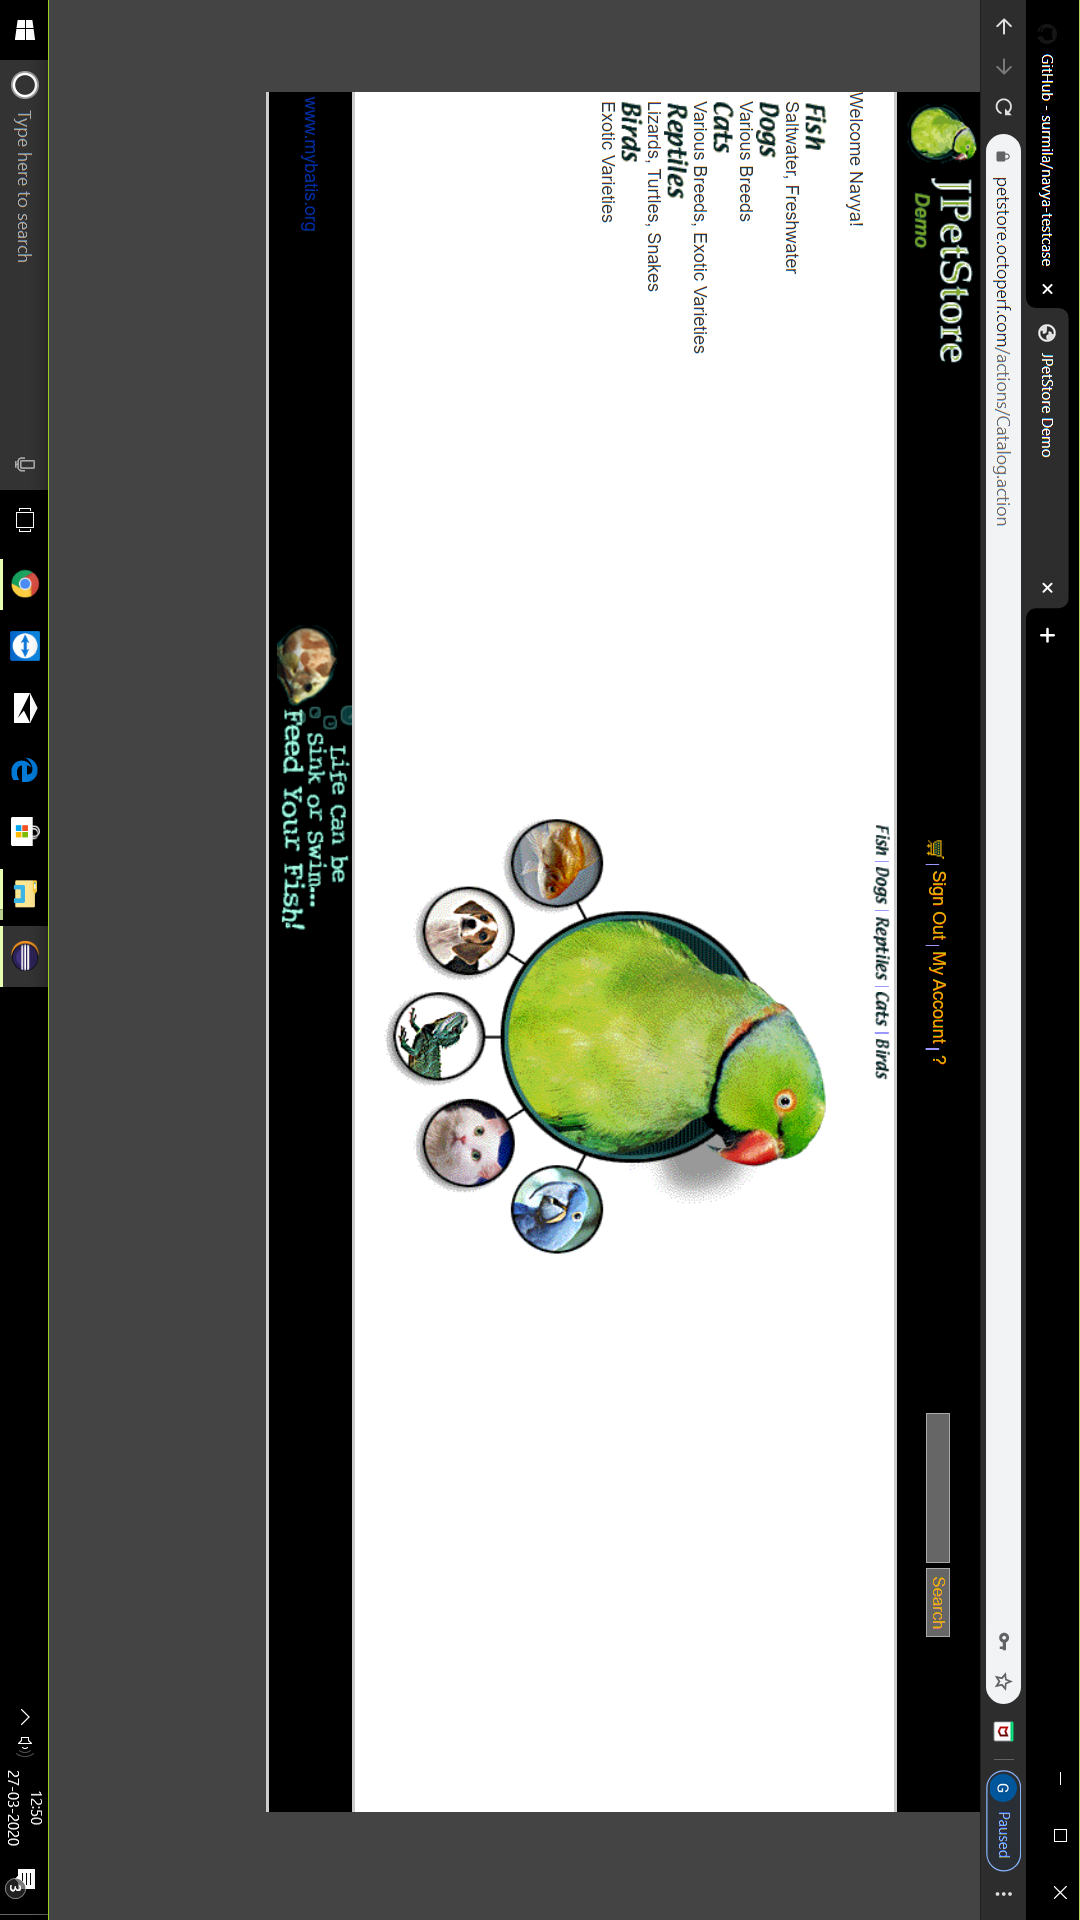 GitHub - surmila/navya-testcase
JPetStore Demo
petstore.octoperf.com/actions/Catalog.action
G Paused
JPetStore
Demo
Sign Out | My Account | ?
Search
Fish | Dogs | Reptiles | Cats | Birds
Welcome Navya!
Fish
Saltwater, Freshwater
Dogs
Various Breeds
Cats
Various Breeds, Exotic Varieties
Reptiles
Lizards, Turtles, Snakes
Birds
Exotic Varieties
www.mybatis.org
Life Can be
Sink or Swim...
Feed Your Fish!
Type here to search
12:50
27-03-2020
3